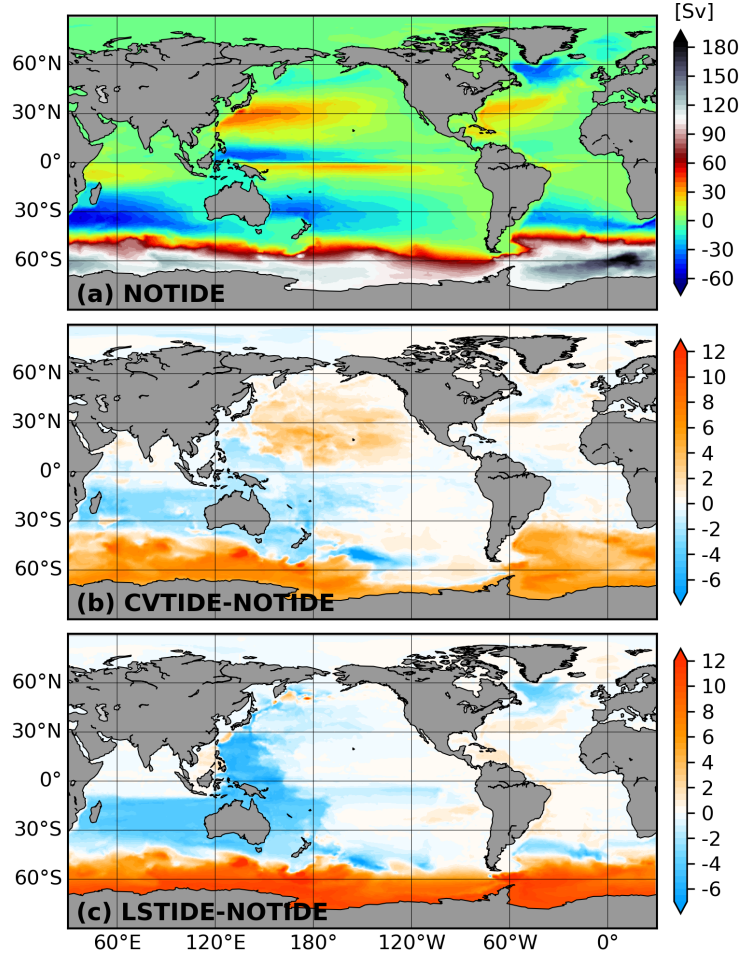 [Sv]
60°N
30°N
0°
30°S
60°S
180
150
120
90
60
30
0
-30
-60
(a) NOTIDE
60°N
30°N
0°
30°S
60°S
12
10
8
6
4
2
0
-2
-4
-6
(b) CVTIDE-NOTIDE
60°N
30°N
0°
30°S
60°S
12
10
8
6
4
2
0
-2
-4
-6
(c) LSTIDE-NOTIDE
60°E 120°E 180° 120°W 60°W 0°